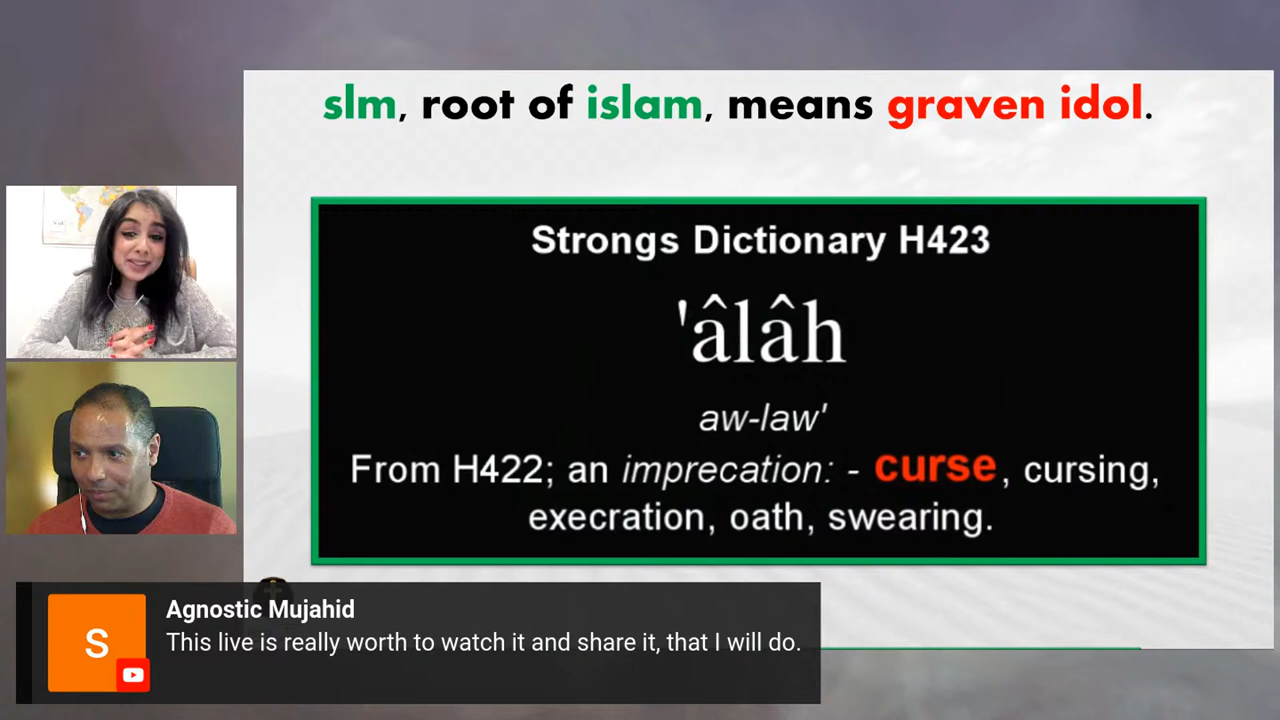 slm, root of islam, means graven idol.
Strongs Dictionary H423
'âlâh
aw-law'
From H422; an imprecation: - curse, cursing,
execration, oath, swearing.
S
Agnostic Mujahid
This live is really worth to watch it and share it, that I will do.